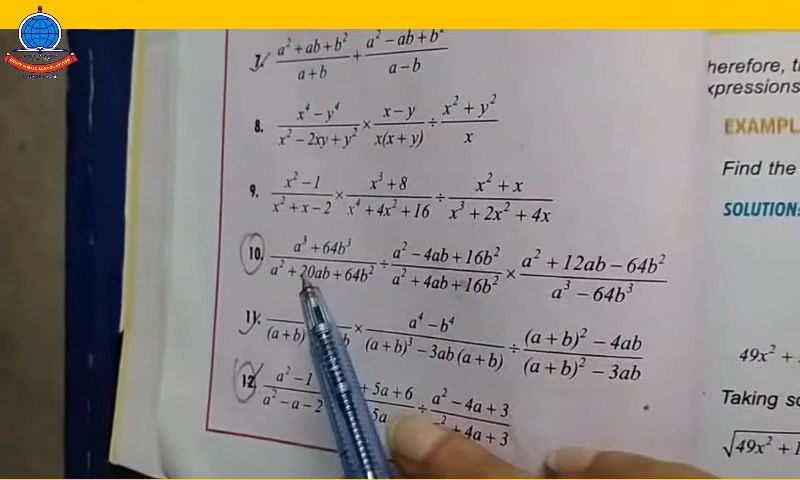 7. (a² + ab + b²)/(a + b) + (a² − ab + b²)/(a − b)
8. (x⁴ − y⁴)/(x² − 2xy + y²) × (x − y)/(x(x + y)) ÷ (x² + y²)/x
9. (x² − 1)/(x² + x − 2) × (x³ + 8)/(x⁴ + 4x² + 16) ÷ (x² + x)/(x³ + 2x² + 4x)
10. (a³ + 64b³)/(a² + 20ab + 64b²) ÷ (a² − 4ab + 16b²)/(a² + 4ab + 16b²) × (a² + 12ab − 64b²)/(a³ − 64b³)
11. (a + b) × (a⁴ − b⁴)/((a + b)³ − 3ab (a + b)) ÷ ((a + b)² − 4ab)/((a + b)² − 3ab)
12. (a² − 1)/(a² − a − 2) + 5a + 6 / 5a ÷ (a² − 4a + 3)/(² + 4a + 3)
herefore,
xpressions
EXAMPL
Find the
SOLUTION:
49x² +
Taking
√49x² + 1